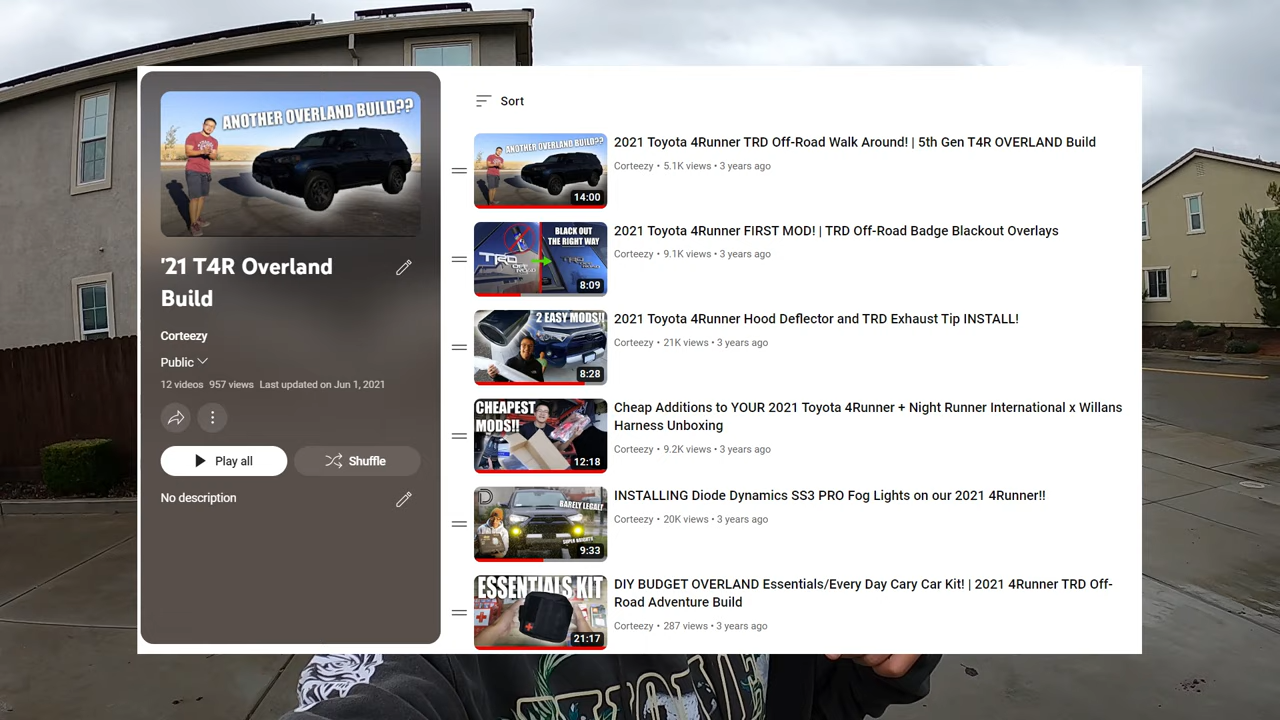 ANOTHER OVERLAND BUILD??
'21 T4R Overland
Build
Corteezy
Public
12 videos 957 views Last updated on Jun 1, 2021
Play all
Shuffle
No description
Sort
ANOTHER OVERLAND BUILD??
14:00
2021 Toyota 4Runner TRD Off-Road Walk Around! | 5th Gen T4R OVERLAND Build
Corteezy • 5.1K views • 3 years ago
BLACK OUT
THE RIGHT WAY
TRD
OFF
ROAD
8:09
2021 Toyota 4Runner FIRST MOD! | TRD Off-Road Badge Blackout Overlays
Corteezy • 9.1K views • 3 years ago
2 EASY MODS!!
8:28
2021 Toyota 4Runner Hood Deflector and TRD Exhaust Tip INSTALL!
Corteezy • 21K views • 3 years ago
CHEAPEST
MODS!!
12:18
Cheap Additions to YOUR 2021 Toyota 4Runner + Night Runner International x Willans
Harness Unboxing
Corteezy • 9.2K views • 3 years ago
BARELY LEGAL?
SUPER BRIGHT!!
9:33
INSTALLING Diode Dynamics SS3 PRO Fog Lights on our 2021 4Runner!!
Corteezy • 20K views • 3 years ago
ESSENTIALS KIT
21:17
DIY BUDGET OVERLAND Essentials/Every Day Cary Car Kit! | 2021 4Runner TRD Off-
Road Adventure Build
Corteezy • 287 views • 3 years ago